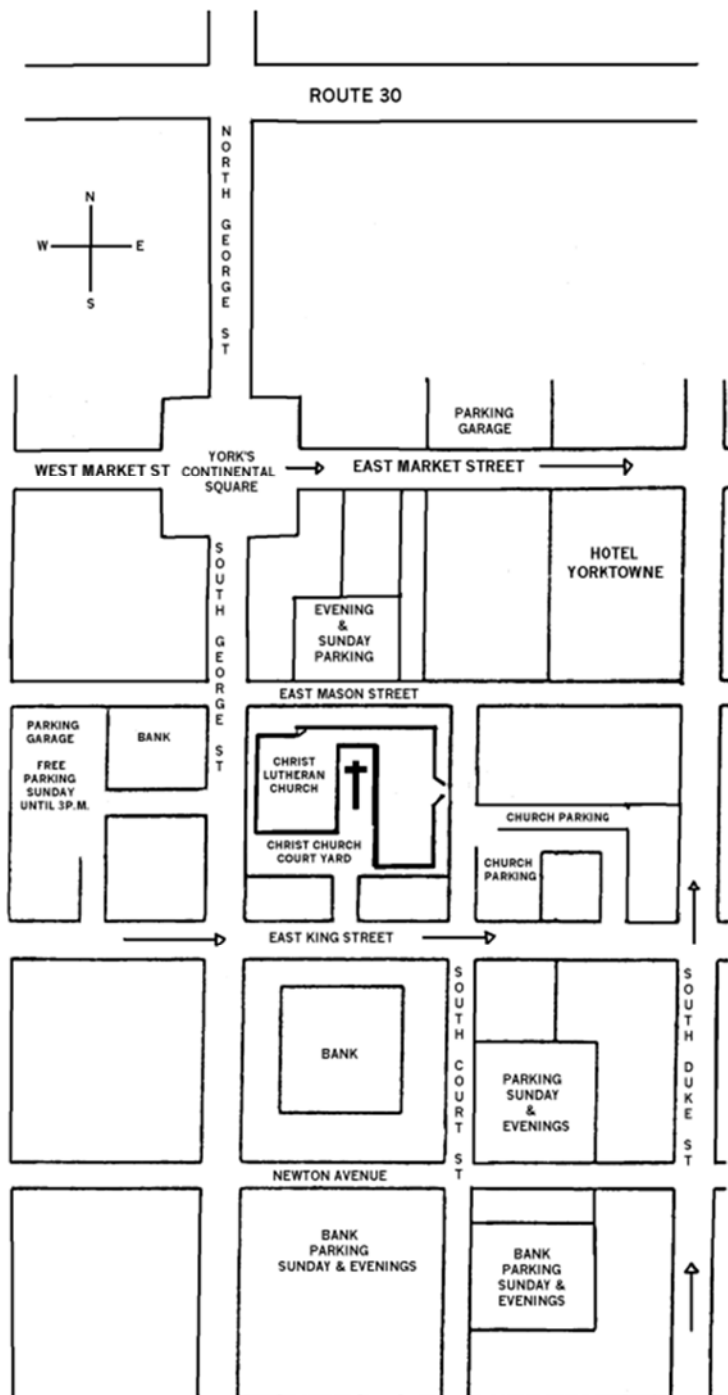 ROUTE 30
NORTH GEORGE ST
N
W E
S
PARKING
GARAGE
WEST MARKET ST
YORK'S
CONTINENTAL
SQUARE
EAST MARKET STREET
SOUTH GEORGE ST
HOTEL
YORKTOWNE
EVENING
&
SUNDAY
PARKING
EAST MASON STREET
PARKING
GARAGE
FREE
PARKING
SUNDAY
UNTIL 3P.M.
BANK
CHRIST
LUTHERAN
CHURCH
CHRIST CHURCH
COURT YARD
CHURCH PARKING
CHURCH
PARKING
EAST KING STREET
SOUTH COURT ST
SOUTH DUKE ST
BANK
PARKING
SUNDAY
&
EVENINGS
NEWTON AVENUE
BANK
PARKING
SUNDAY & EVENINGS
BANK
PARKING
SUNDAY &
EVENINGS